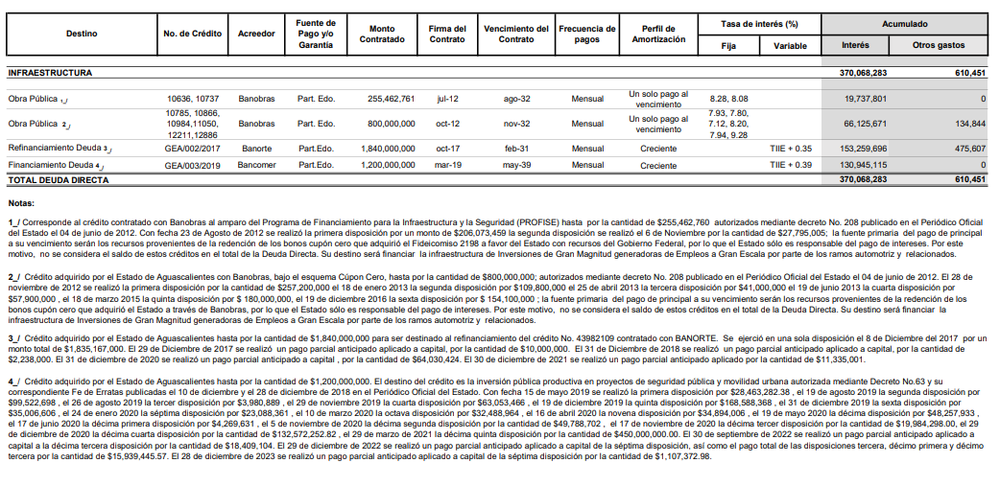 Destino No. de Crédito Acreedor Fuente de Pago y/o Garantía Monto Contratado Firma del Contrato Vencimiento del Contrato Frecuencia de pagos Perfil de Amortización Tasa de interés (%) Acumulado
Fija Variable Interés Otros gastos
INFRAESTRUCTURA 370,068,283 610,451
Obra Pública 1_/ 10636, 10737 Banobras Part. Edo. 255,462,761 jul-12 ago-32 Mensual Un solo pago al vencimiento 8.28, 8.08 19,737,801 0
Obra Pública 2_/ 10785, 10866, 10984,11050, 12211,12886 Banobras Part. Edo. 800,000,000 oct-12 nov-32 Mensual Un solo pago al vencimiento 7.93, 7.80, 7.12, 8.20, 7.94, 9.28 66,125,671 134,844
Refinanciamiento Deuda 3_/ GEA/002/2017 Banorte Part.Edo. 1,840,000,000 oct-17 feb-31 Mensual Creciente TIIE + 0.35 153,259,696 475,607
Financiamiento Deuda 4_/ GEA/003/2019 Bancomer Part.Edo. 1,200,000,000 mar-19 may-39 Mensual Creciente TIIE + 0.39 130,945,115 0
TOTAL DEUDA DIRECTA 370,068,283 610,451
Notas:
1_/ Corresponde al crédito contratado con Banobras al amparo del Programa de Financiamiento para la Infraestructura y la Seguridad (PROFISE) hasta por la cantidad de $255,462,760 autorizados mediante decreto No. 208 publicado en el Periódico Oficial
del Estado el 04 de junio de 2012. Con fecha 23 de Agosto de 2012 se realizó la primera disposición por un monto de $206,073,459 la segunda disposición se realizó el 6 de Noviembre por la cantidad de $27,795,005; la fuente primaria del pago de principal
a su vencimiento serán los recursos provenientes de la redención de los bonos cupón cero que adquirió el Fideicomiso 2198 a favor del Estado con recursos del Gobierno Federal, por lo que el Estado sólo es responsable del pago de intereses. Por este
motivo, no se considera el saldo de estos créditos en el total de la Deuda Directa. Su destino será financiar la infraestructura de Inversiones de Gran Magnitud generadoras de Empleos a Gran Escala por parte de los ramos automotriz y relacionados.
2_/ Crédito adquirido por el Estado de Aguascalientes con Banobras, bajo el esquema Cúpon Cero, hasta por la cantidad de $800,000,000; autorizados mediante decreto No. 208 publicado en el Periódico Oficial del Estado el 04 de junio de 2012. El 28 de
noviembre de 2012 se realizó la primera disposición por la cantidad de $257,200,000 el 18 de enero 2013 la segunda disposición por $109,800,000 el 25 de abril 2013 la tercera disposición por $41,000,000 el 19 de junio 2013 la cuarta disposición por
$57,900,000 , el 18 de marzo 2015 la quinta disposición por $ 180,000,000, el 19 de diciembre 2016 la sexta disposición por $ 154,100,000 ; la fuente primaria del pago de principal a su vencimiento serán los recursos provenientes de la redención de los
bonos cupón cero que adquirió el Estado a través de Banobras, por lo que el Estado sólo es responsable del pago de intereses. Por este motivo, no se considera el saldo de estos créditos en el total de la Deuda Directa. Su destino será financiar la
infraestructura de Inversiones de Gran Magnitud generadoras de Empleos a Gran Escala por parte de los ramos automotriz y relacionados.
3_/ Crédito adquirido por el Estado de Aguascalientes hasta por la cantidad de $1,840,000,000 para ser destinado al refinanciamiento del crédito No. 43982109 contratado con BANORTE. Se ejerció en una sola disposición el 8 de Diciembre del 2017 por un
monto total de $1,835,167,000. El 29 de Diciembre de 2017 se realizó un pago parcial anticipado aplicado a capital, por la cantidad de $10,000,000. El 31 de Diciembre de 2018 se realizó un pago parcial anticipado aplicado a capital, por la cantidad de
$2,238,000. El 31 de diciembre de 2020 se realizó un pago parcial anticipado a capital , por la cantidad de $64,030,424. El 30 de diciembre de 2021 se realizó un pago parcial anticipado aplicado por la cantidad de $11,335,001.
4_/ Crédito adquirido por el Estado de Aguascalientes hasta por la cantidad de $1,200,000,000. El destino del crédito es la inversión pública productiva en proyectos de seguridad pública y movilidad urbana autorizada mediante Decreto No.63 y su
correspondiente Fe de Erratas publicadas el 10 de diciembre y el 28 de diciembre de 2018 en el Periódico Oficial del Estado. Con fecha 15 de mayo 2019 se realizó la primera disposición por $28,463,282.38 , el 19 de agosto 2019 la segunda disposición por
$99,522,698 , el 26 de agosto 2019 la tercer disposición por $3,980,889 , el 29 de noviembre 2019 la cuarta disposición por $63,053,466 , el 19 de diciembre 2019 la quinta disposición por $168,588,368 , el 31 de diciembre 2019 la sexta disposición por
$35,006,606 , el 24 de enero 2020 la séptima disposición por $23,088,361 , el 10 de marzo 2020 la octava disposición por $32,488,964 , el 16 de abril 2020 la novena disposición por $34,894,006 , el 19 de mayo 2020 la décima disposición por $48,257,933 ,
el 17 de junio 2020 la décima primera disposición por $4,269,631 , el 5 de noviembre de 2020 la décima segunda disposición por $49,788,702 , el 17 de noviembre de 2020 la décima tercer disposición por la cantidad de $19,984,298.00, el 29
de diciembre de 2020 la décima cuarta disposición por la cantidad de $132,572,252.82 , el 29 de marzo de 2021 la décima quinta disposición por la cantidad de $450,000,000.00. El 30 de septiembre de 2022 se realizó un pago parcial anticipado aplicado a
capital a la décima tercera disposición por la cantidad de $18,409,104. El 29 de diciembre de 2022 se realizó un pago parcial anticipado aplicado a capital de la séptima disposición, así como el pago total de las disposiciones tercera, décimo primera y décimo
tercera por la cantidad de $15,939,445.57. El 28 de diciembre de 2023 se realizó un pago parcial anticipado aplicado a capital de la séptima disposición por la cantidad de $1,107,372.98.